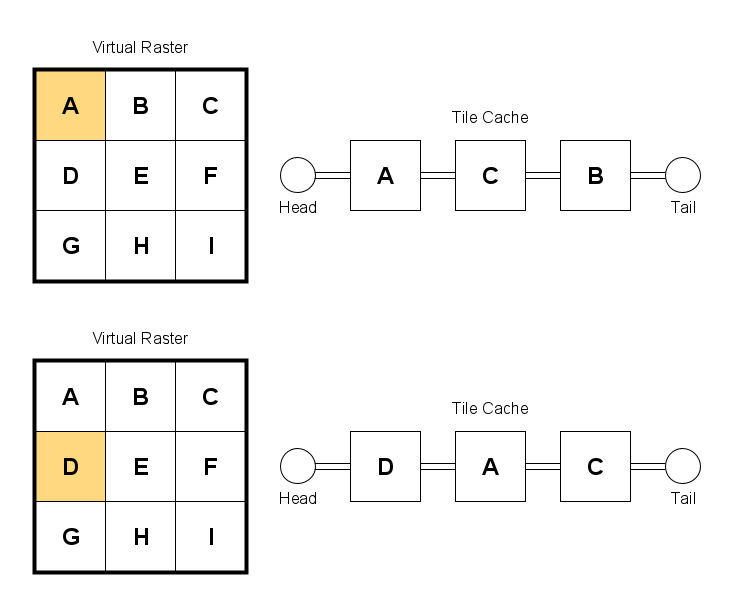 Virtual Raster
A B C
D E F
G H I
Tile Cache
A C B
Head Tail
Virtual Raster
A B C
D E F
G H I
Tile Cache
D A C
Head Tail